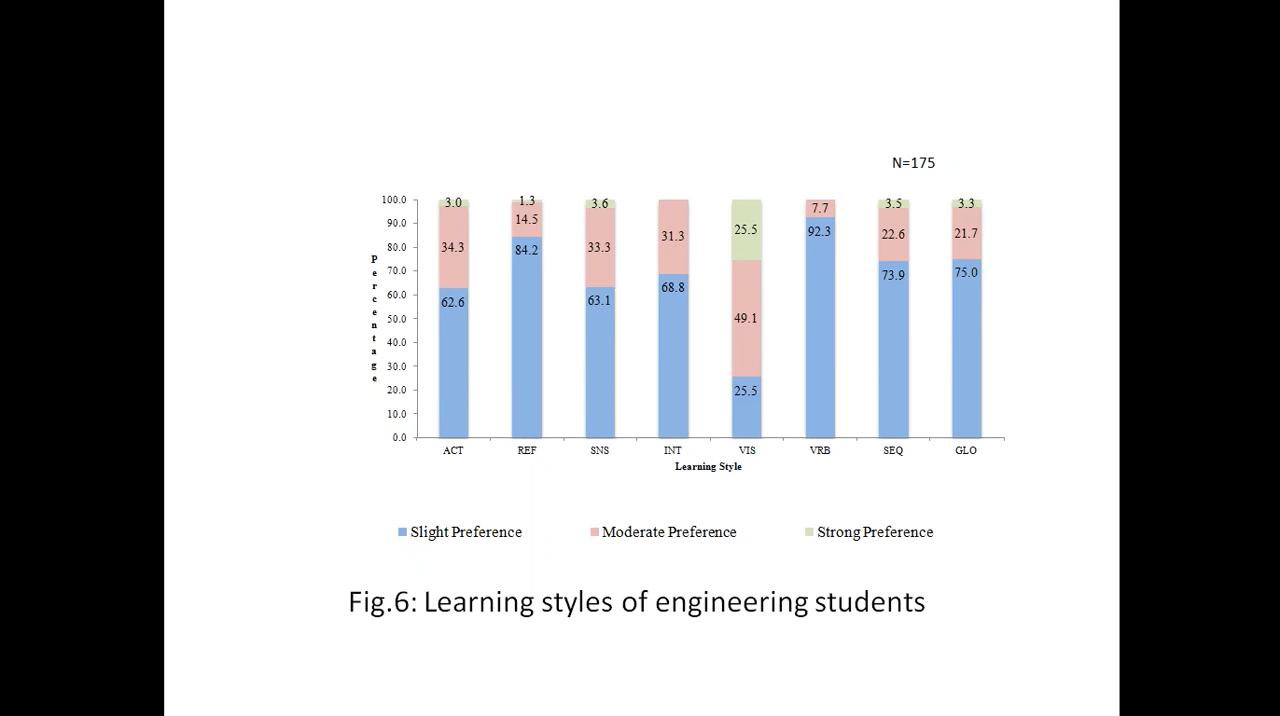 N=175
100.0
90.0
80.0
70.0
60.0
50.0
40.0
30.0
20.0
10.0
0.0
Percentage
3.0 1.3 3.6 25.5 3.5 3.3
34.3 14.5 33.3 31.3 49.1 7.7 22.6 21.7
62.6 84.2 63.1 68.8 25.5 92.3 73.9 75.0
ACT REF SNS INT VIS VRB SEQ GLO
Learning Style
Slight Preference Moderate Preference Strong Preference
Fig.6: Learning styles of engineering students